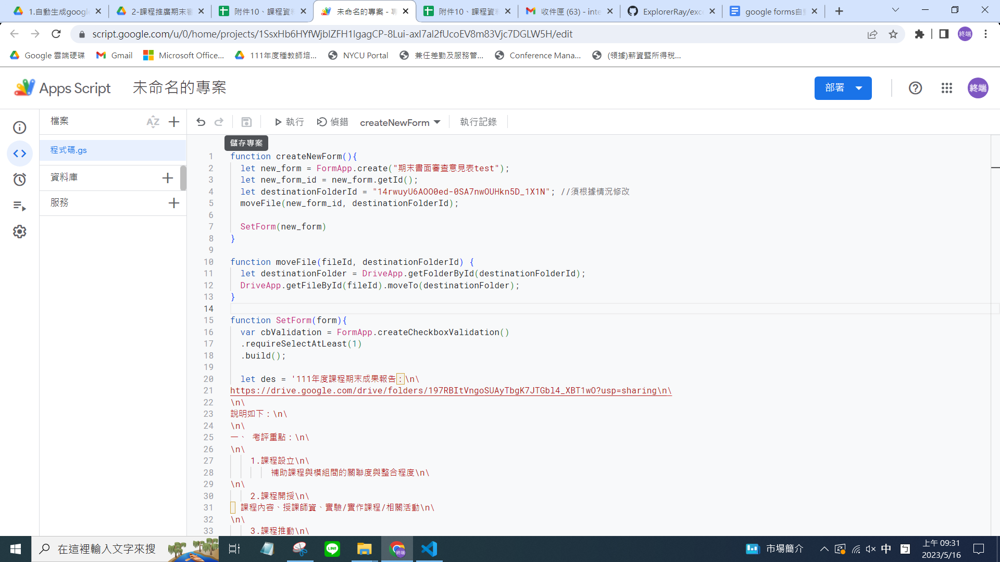 1.自動生成google
2-課程推廣期末審
附件10、課程資料
未命名的專案 - 專
附件10、課程資料
收件匣 (63) - inte
ExplorerRay/exce
google forms自動
script.google.com/u/0/home/projects/1SsxHb6HYfWjblZFH1IgagCP-8Lui-axI7al2fUcoEV8m83Vjc7DGLW5H/edit
終端
Google 雲端硬碟
Gmail
Microsoft Office...
111年度種教師培...
NYCU Portal
兼任差勤及服務管...
Conference Mana...
(領據)薪資暨所得稅...
Apps Script
未命名的專案
部署
終端
檔案
AZ
執行
偵錯
createNewForm
執行記錄
儲存專案
程式碼.gs
資料庫
服務
1 function createNewForm(){
2 let new_form = FormApp.create("期末書面審查意見表test");
3 let new_form_id = new_form.getId();
4 let destinationFolderId = "14rwuyU6AOO0ed-0SA7nwOUHkn5D_1X1N"; //須根據情況修改
5 moveFile(new_form_id, destinationFolderId);
6
7 SetForm(new_form)
8 }
9
10 function moveFile(fileId, destinationFolderId) {
11 let destinationFolder = DriveApp.getFolderById(destinationFolderId);
12 DriveApp.getFileById(fileId).moveTo(destinationFolder);
13 }
14
15 function SetForm(form){
16 var cbValidation = FormApp.createCheckboxValidation()
17 .requireSelectAtLeast(1)
18 .build();
19
20 let des = '111年度課程期末成果報告：\n\
21 https://drive.google.com/drive/folders/197RBItVngoSUAyTbgK7JTGbl4_XBT1wO?usp=sharing\n\
22 \n\
23 說明如下：\n\
24 \n\
25 一、 考評重點：\n\
26 \n\
27 1.課程設立\n\
28 補助課程與模組間的關聯度與整合程度\n\
29 \n\
30 2.課程開授\n\
31 課程內容、授課師資、實驗/實作課程/相關活動\n\
32 \n\
33 3.課程推動\n\
在這裡輸入文字來搜
LINE
市場簡介
中
上午 09:31
2023/5/16